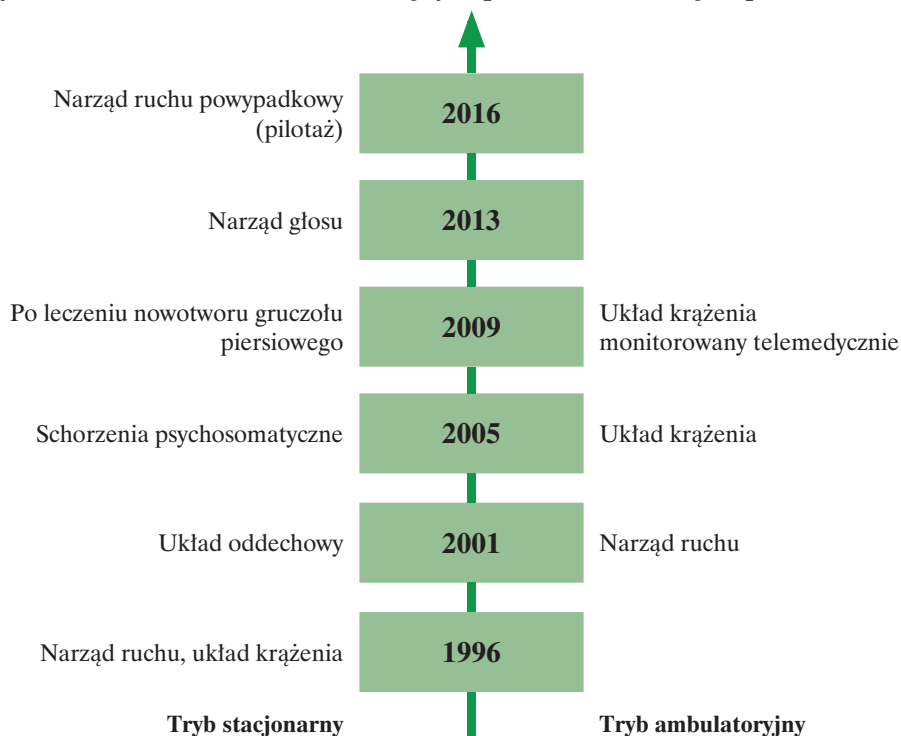 Narząd ruchu powypadkowy
(pilotaż)
2016
Narząd głosu
2013
Po leczeniu nowotworu gruczołu
piersiowego
2009
Układ krążenia
monitorowany telemedycznie
Schorzenia psychosomatyczne
2005
Układ krążenia
Układ oddechowy
2001
Narząd ruchu
Narząd ruchu, układ krążenia
1996
Tryb stacjonarny
Tryb ambulatoryjny